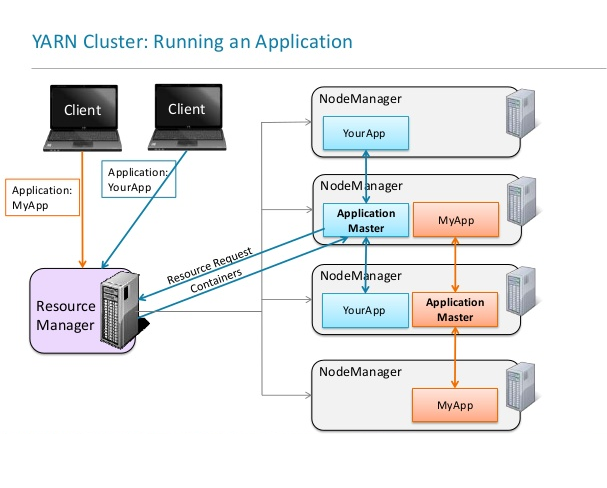 YARN Cluster: Running an Application
Client
Client
Application:
MyApp
Application:
YourApp
Resource
Manager
Resource Request
Containers
NodeManager
YourApp
NodeManager
Application
Master
MyApp
NodeManager
YourApp
Application
Master
NodeManager
MyApp